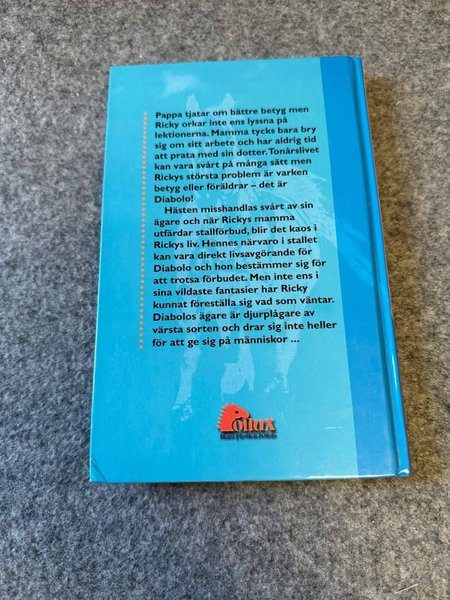 Pappa tjatar om bättre betyg men
Ricky orkar inte ens lyssna på
lektionerna. Mamma tycks bara bry
sig om sitt arbete och har aldrig tid
att prata med sin dotter. Tonårslivet
kan vara svårt på många sätt men
Rickys största problem är varken
betyg eller föräldrar – det är
Diabolo!
Hästen misshandlas svårt av sin
ägare och när Rickys mamma
utfärdar stallförbud, blir det kaos i
Rickys liv. Hennes närvaro i stallet
kan vara direkt livsavgörande för
Diabolo och hon bestämmer sig för
att trotsa förbudet. Men inte ens i
sina vildaste fantasier har Ricky
kunnat föreställa sig vad som väntar.
Diabolos ägare är djurplågare av
värsta sorten och drar sig inte heller
för att ge sig på människor ...
Pollux